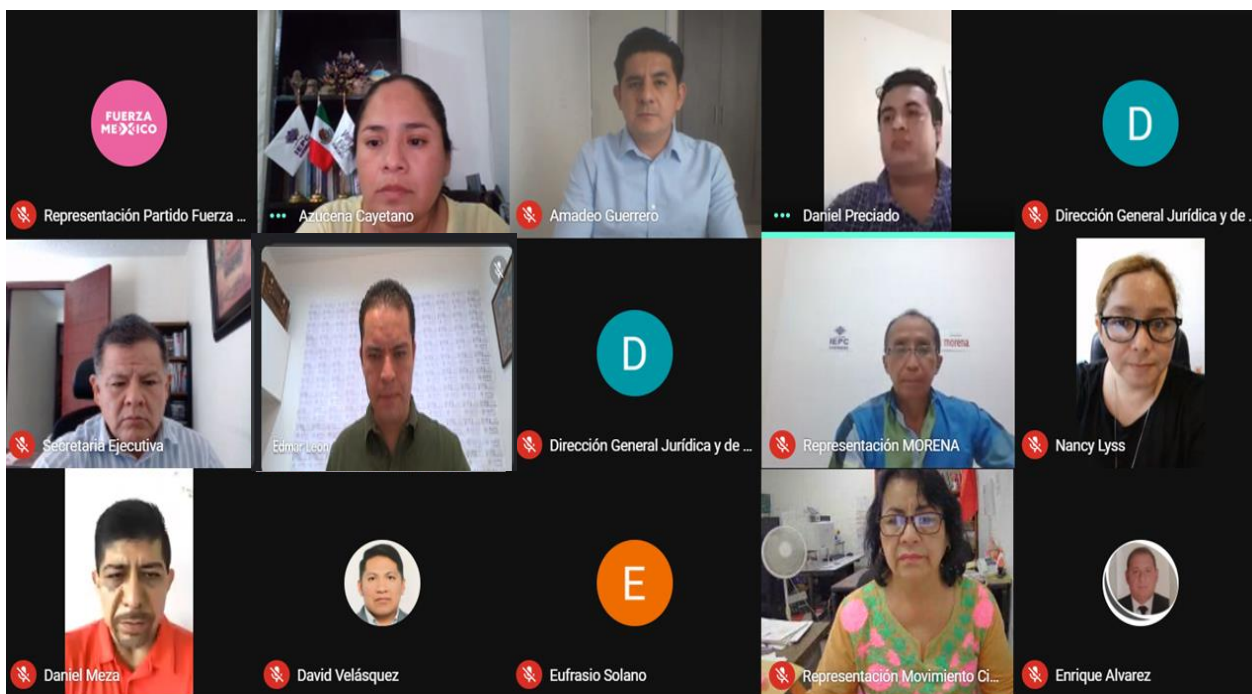 FUERZA
MEXICO
Representación Partido Fuerza ...
Azucena Cayetano
Amadeo Guerrero
Daniel Preciado
D
Dirección General Jurídica y de ...
Secretaria Ejecutiva
Edmar León
D
Dirección General Jurídica y de ...
IEPC
morena
Representación MORENA
Nancy Lyss
Daniel Meza
David Velásquez
E
Eufrasio Solano
Representación Movimiento Ci...
Enrique Alvarez